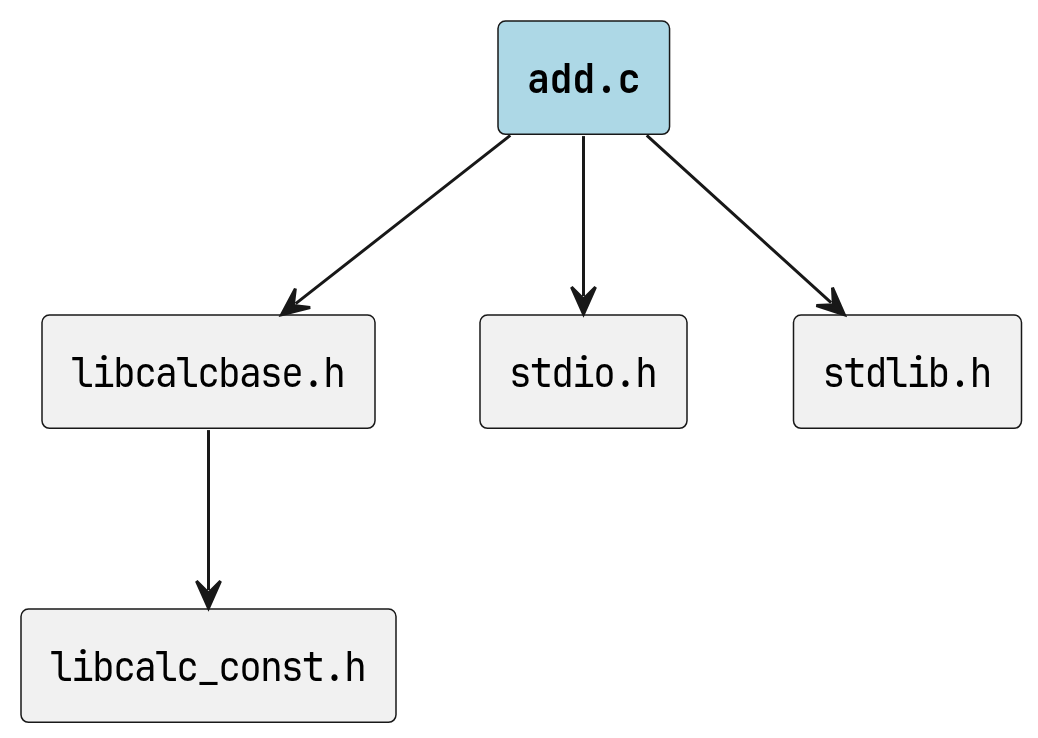 add.c
libcalcbase.h
stdio.h
stdlib.h
libcalc_const.h